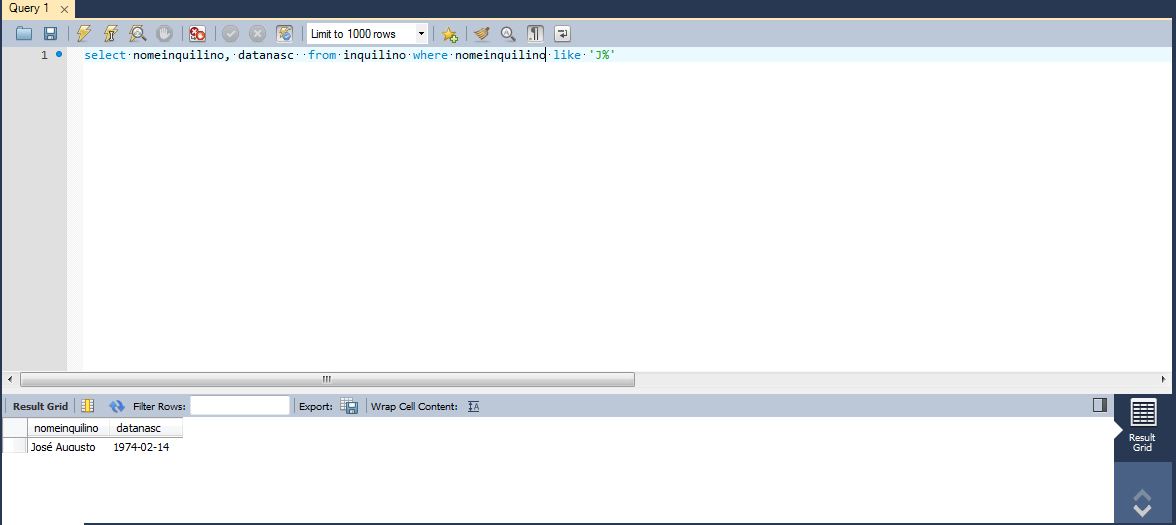 Query 1
Limit to 1000 rows
1 select nomeinquilino, datanasc  from inquilino where nomeinquilino like 'J%'
Result Grid Filter Rows: Export: Wrap Cell Content:
nomeinquilino datanasc
José Augusto 1974-02-14
Result
Grid